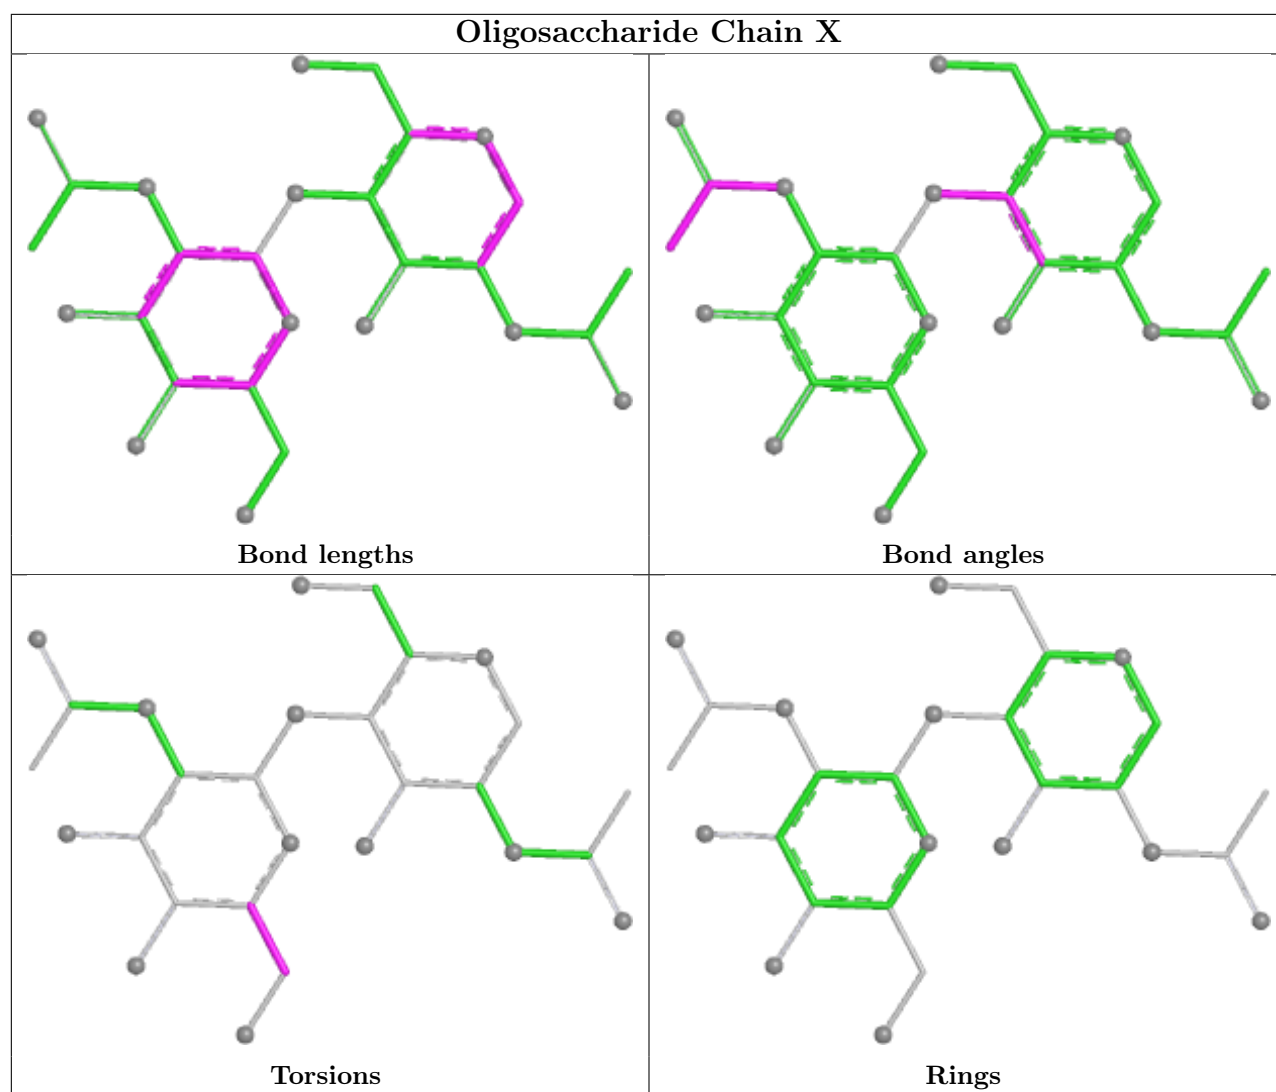 Oligosaccharide Chain X
Bond lengths
Bond angles
Torsions
Rings